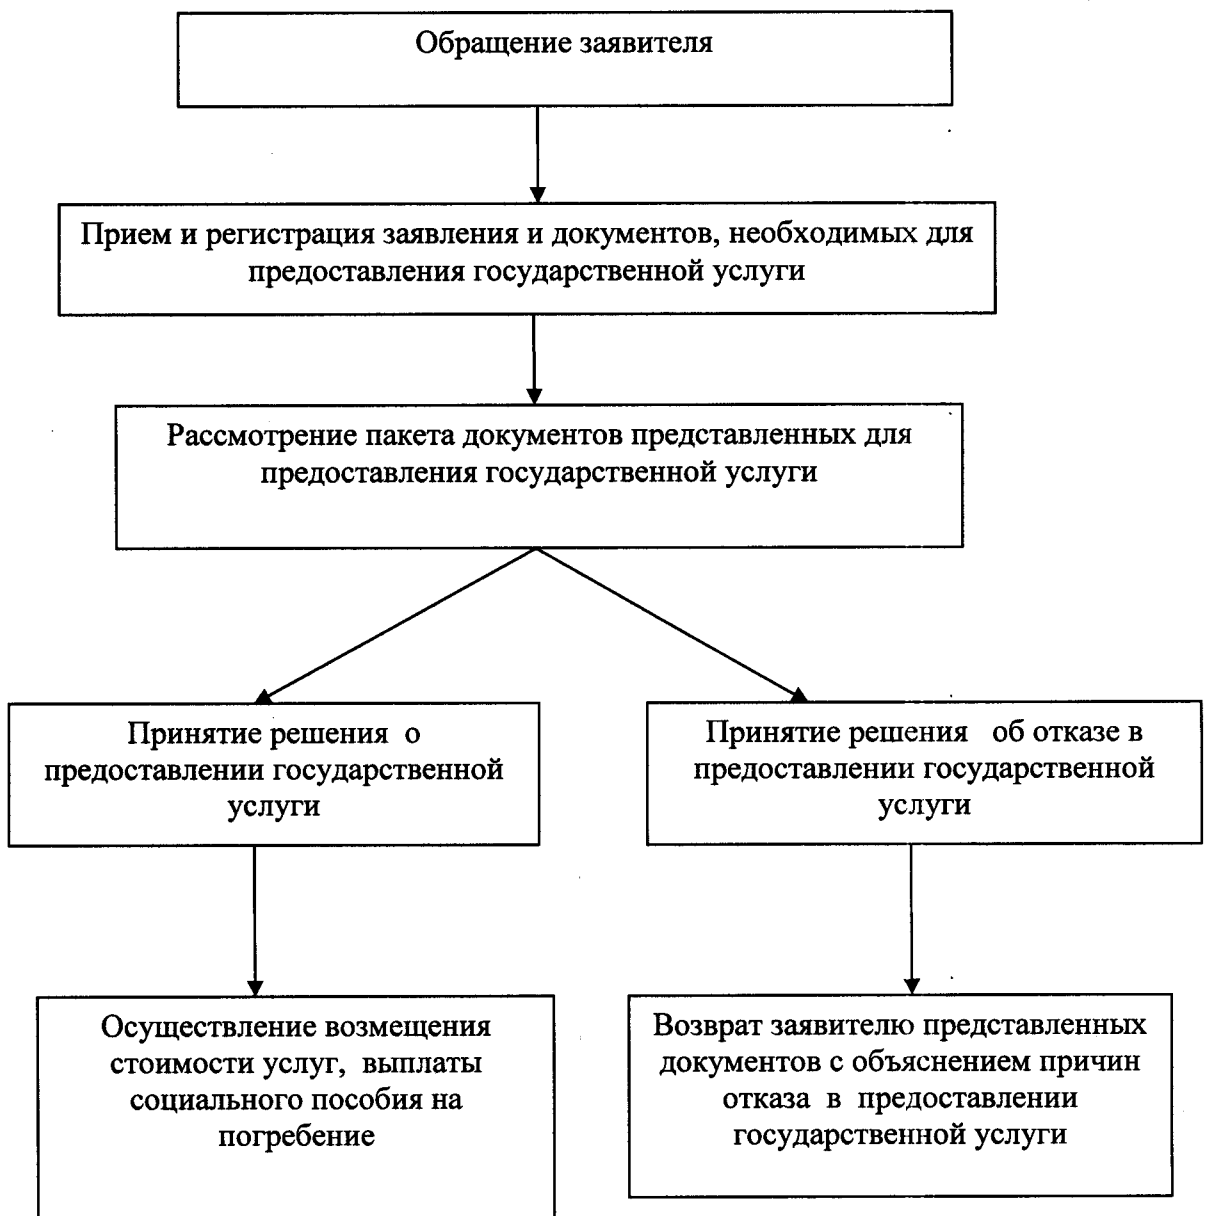 Обращение заявителя
Прием и регистрация заявления и документов, необходимых для
предоставления государственной услуги
Рассмотрение пакета документов представленных для
предоставления государственной услуги
Принятие решения о
предоставлении государственной
услуги
Принятие решения об отказе в
предоставлении государственной
услуги
Осуществление возмещения
стоимости услуг, выплаты
социального пособия на
погребение
Возврат заявителю представленных
документов с объяснением причин
отказа в предоставлении
государственной услуги